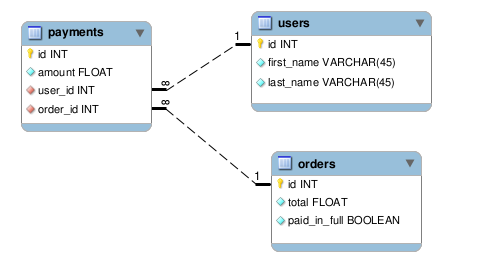 payments
id INT
amount FLOAT
user_id INT
order_id INT
∞
∞
1
users
id INT
first_name VARCHAR(45)
last_name VARCHAR(45)
1
orders
id INT
total FLOAT
paid_in_full BOOLEAN